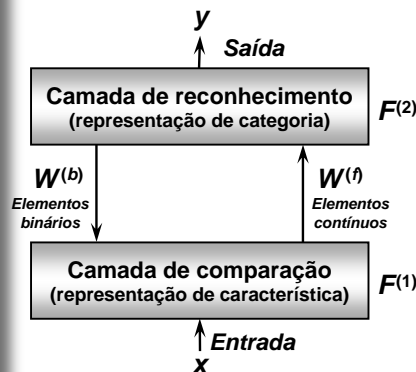 y
Saída
Camada de reconhecimento
(representação de categoria)
F(2)
W(b)
Elementos
binários
W(f)
Elementos
contínuos
Camada de comparação
(representação de característica)
F(1)
Entrada
x